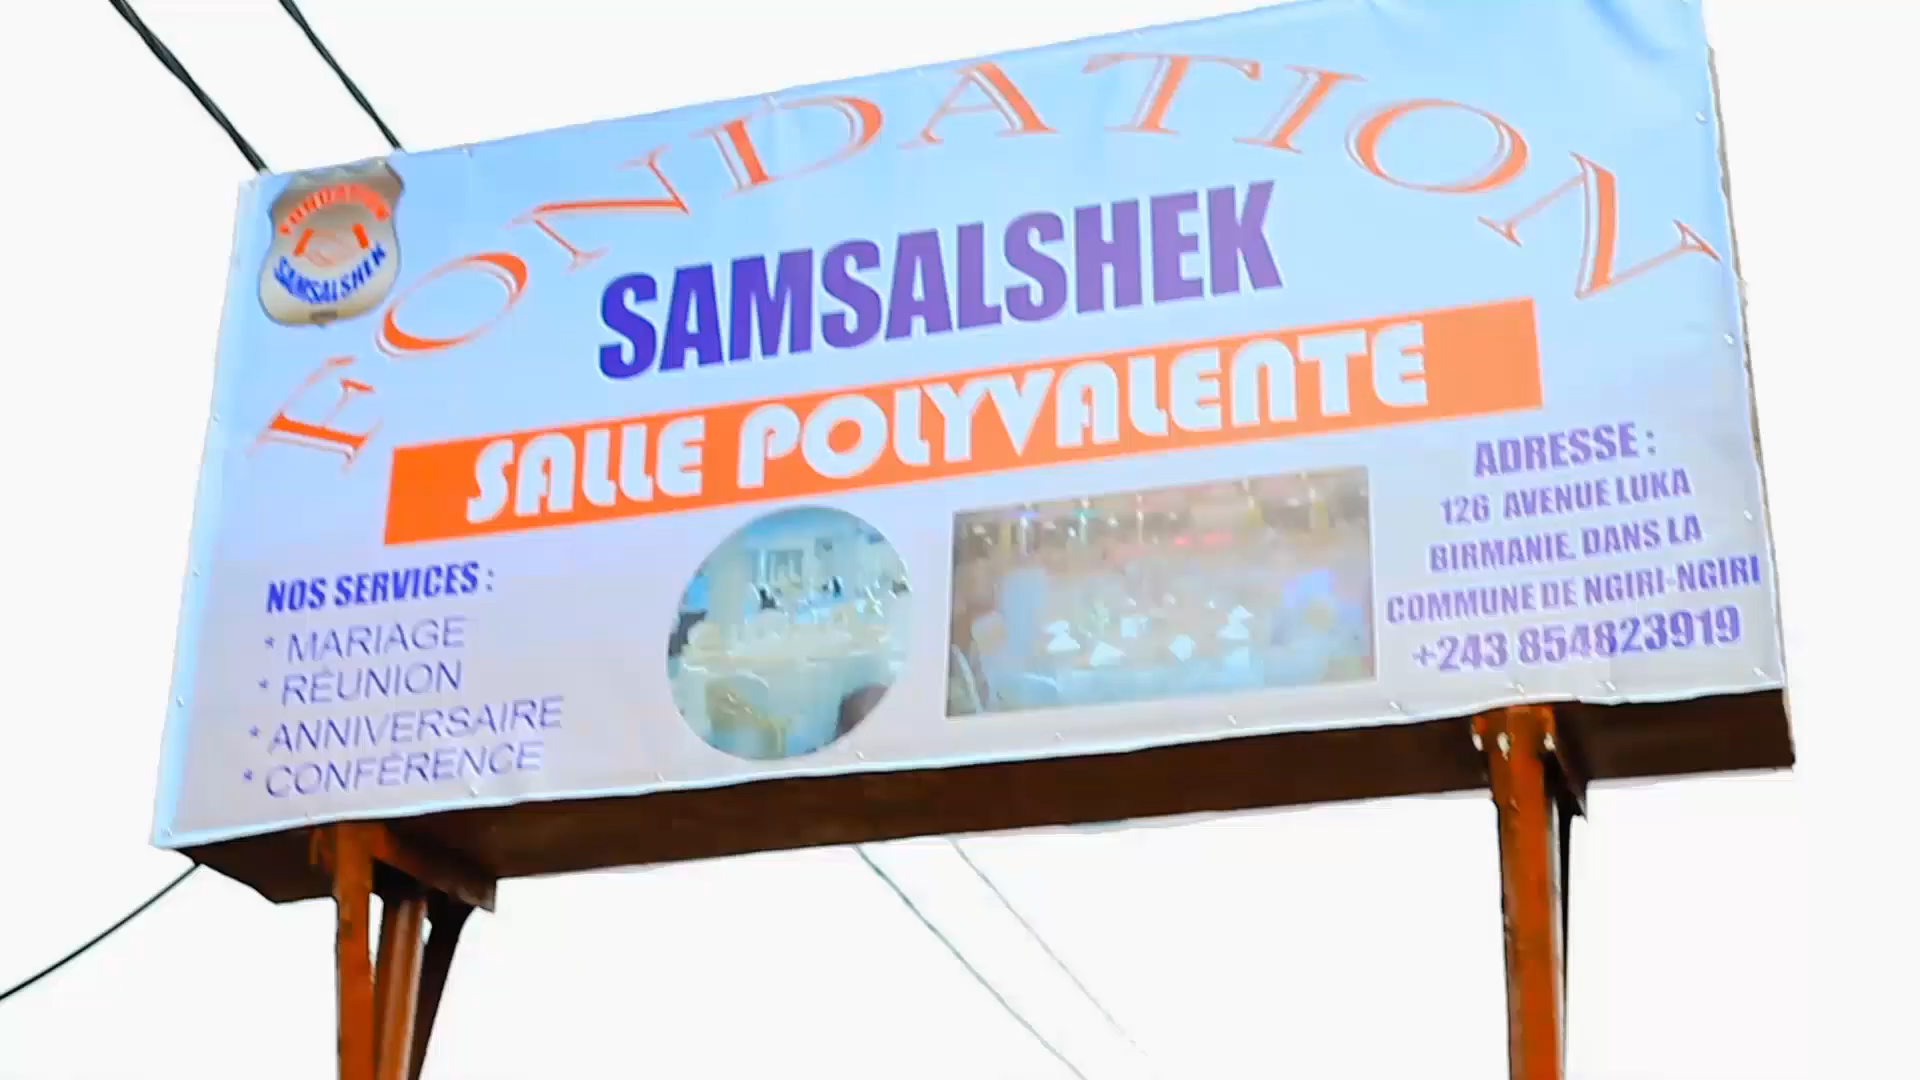 FONDATION
SAMSALSHEK
FONDATION
SAMSALSHEK
SALLE POLYVALENTE
NOS SERVICES :
* MARIAGE
* RÉUNION
* ANNIVERSAIRE
* CONFÉRENCE
ADRESSE :
126 AVENUE LUKA
BIRMANIE. DANS LA
COMMUNE DE NGIRI-NGIRI
+243 854823919